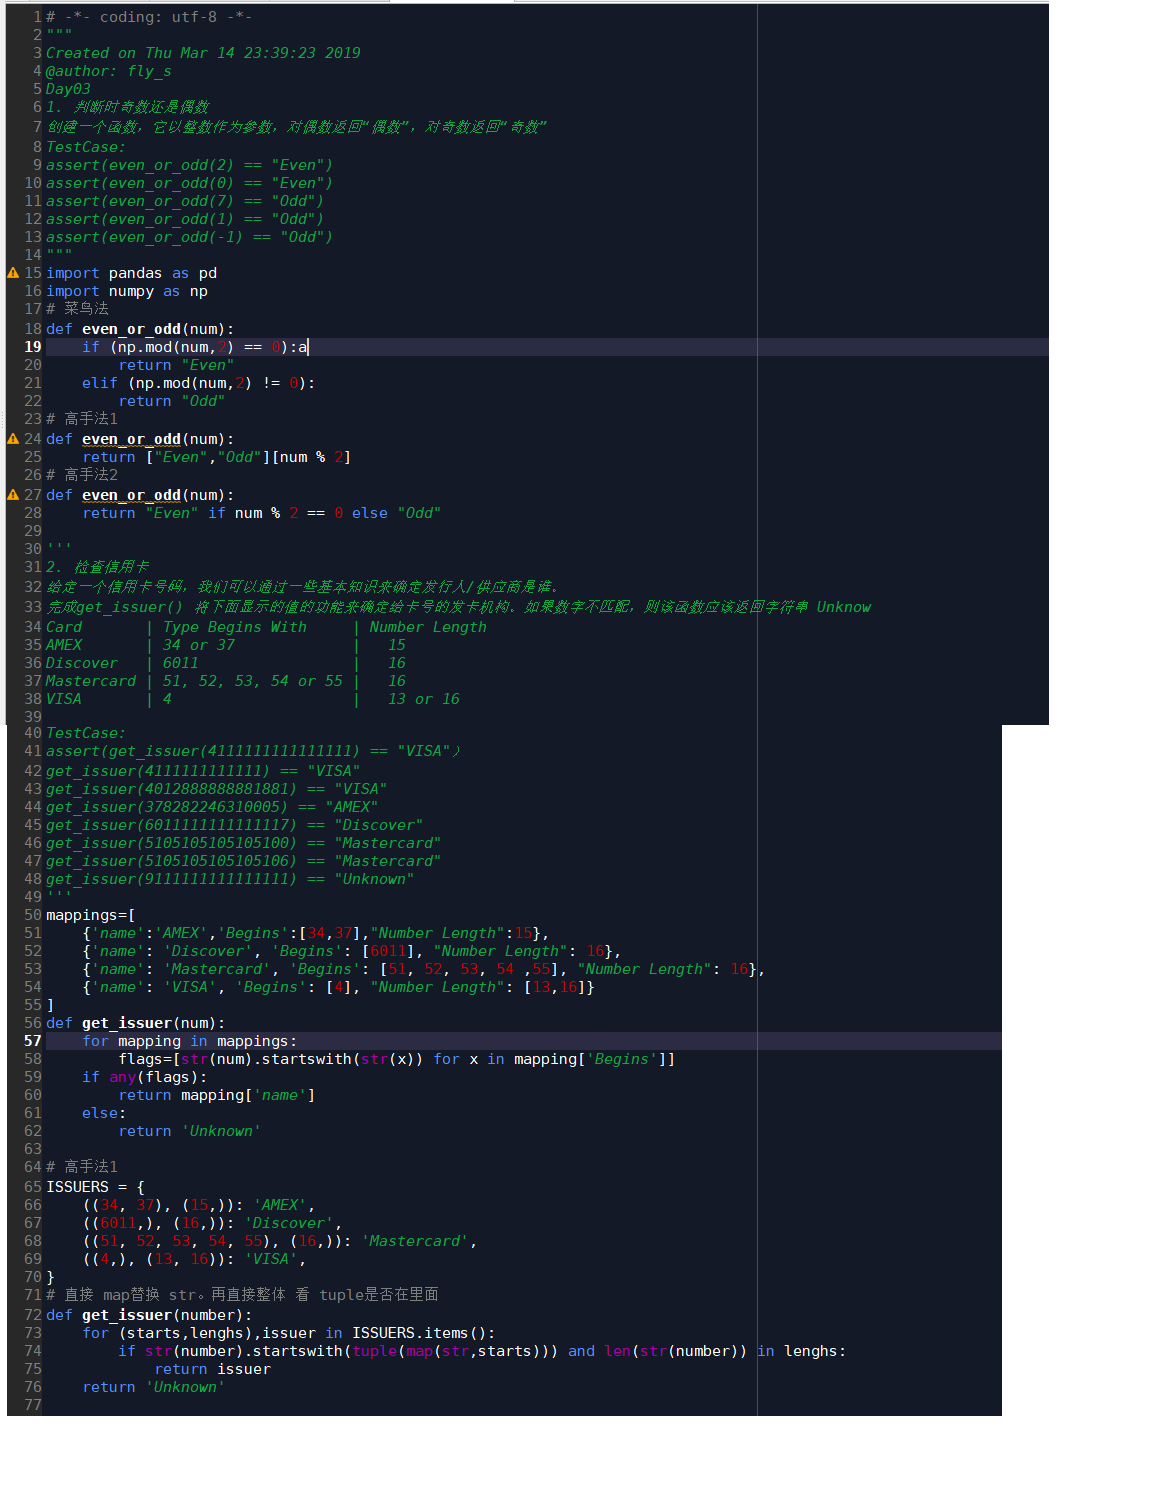 1 # -*- coding: utf-8 -*-
2 """
3 Created on Thu Mar 14 23:39:23 2019
4 @author: fly_s
5 Day03
6 1. 判断时奇数还是偶数
7 创建一个函数，它以整数作为参数，对偶数返回“偶数”，对奇数返回“奇数”
8 TestCase:
9 assert(even_or_odd(2) == "Even")
10 assert(even_or_odd(0) == "Even")
11 assert(even_or_odd(7) == "Odd")
12 assert(even_or_odd(1) == "Odd")
13 assert(even_or_odd(-1) == "Odd")
14 """
15 import pandas as pd
16 import numpy as np
17 # 菜鸟法
18 def even_or_odd(num):
19     if (np.mod(num,2) == 0):a
20         return "Even"
21     elif (np.mod(num,2) != 0):
22         return "Odd"
23 # 高手法1
24 def even_or_odd(num):
25     return ["Even","Odd"][num % 2]
26 # 高手法2
27 def even_or_odd(num):
28     return "Even" if num % 2 == 0 else "Odd"
29
30 '''
31 2. 检查信用卡
32 给定一个信用卡号码，我们可以通过一些基本知识来确定发行人/供应商是谁。
33 完成get_issuer() 将下面显示的值的功能来确定给卡号的发卡机构。如果数字不匹配，则该函数应该返回字符串 Unknow
34 Card       | Type Begins With     | Number Length
35 AMEX       | 34 or 37             |   15
36 Discover   | 6011                 |   16
37 Mastercard | 51, 52, 53, 54 or 55 |   16
38 VISA       | 4                    |   13 or 16
39
40 TestCase:
41 assert(get_issuer(4111111111111111) == "VISA"）
42 get_issuer(4111111111111) == "VISA"
43 get_issuer(4012888888881881) == "VISA"
44 get_issuer(378282246310005) == "AMEX"
45 get_issuer(6011111111111117) == "Discover"
46 get_issuer(5105105105105100) == "Mastercard"
47 get_issuer(5105105105105106) == "Mastercard"
48 get_issuer(9111111111111111) == "Unknown"
49 '''
50 mappings=[
51     {'name':'AMEX','Begins':[34,37],"Number Length":15},
52     {'name': 'Discover', 'Begins': [6011], "Number Length": 16},
53     {'name': 'Mastercard', 'Begins': [51, 52, 53, 54 ,55], "Number Length": 16},
54     {'name': 'VISA', 'Begins': [4], "Number Length": [13,16]}
55 ]
56 def get_issuer(num):
57     for mapping in mappings:
58         flags=[str(num).startswith(str(x)) for x in mapping['Begins']]
59     if any(flags):
60         return mapping['name']
61     else:
62         return 'Unknown'
63
64 # 高手法1
65 ISSUERS = {
66     ((34, 37), (15,)): 'AMEX',
67     ((6011,), (16,)): 'Discover',
68     ((51, 52, 53, 54, 55), (16,)): 'Mastercard',
69     ((4,), (13, 16)): 'VISA',
70 }
71 # 直接 map替换 str。再直接整体 看 tuple是否在里面
72 def get_issuer(number):
73     for (starts,lenghs),issuer in ISSUERS.items():
74         if str(number).startswith(tuple(map(str,starts))) and len(str(number)) in lenghs:
75             return issuer
76     return 'Unknown'
77